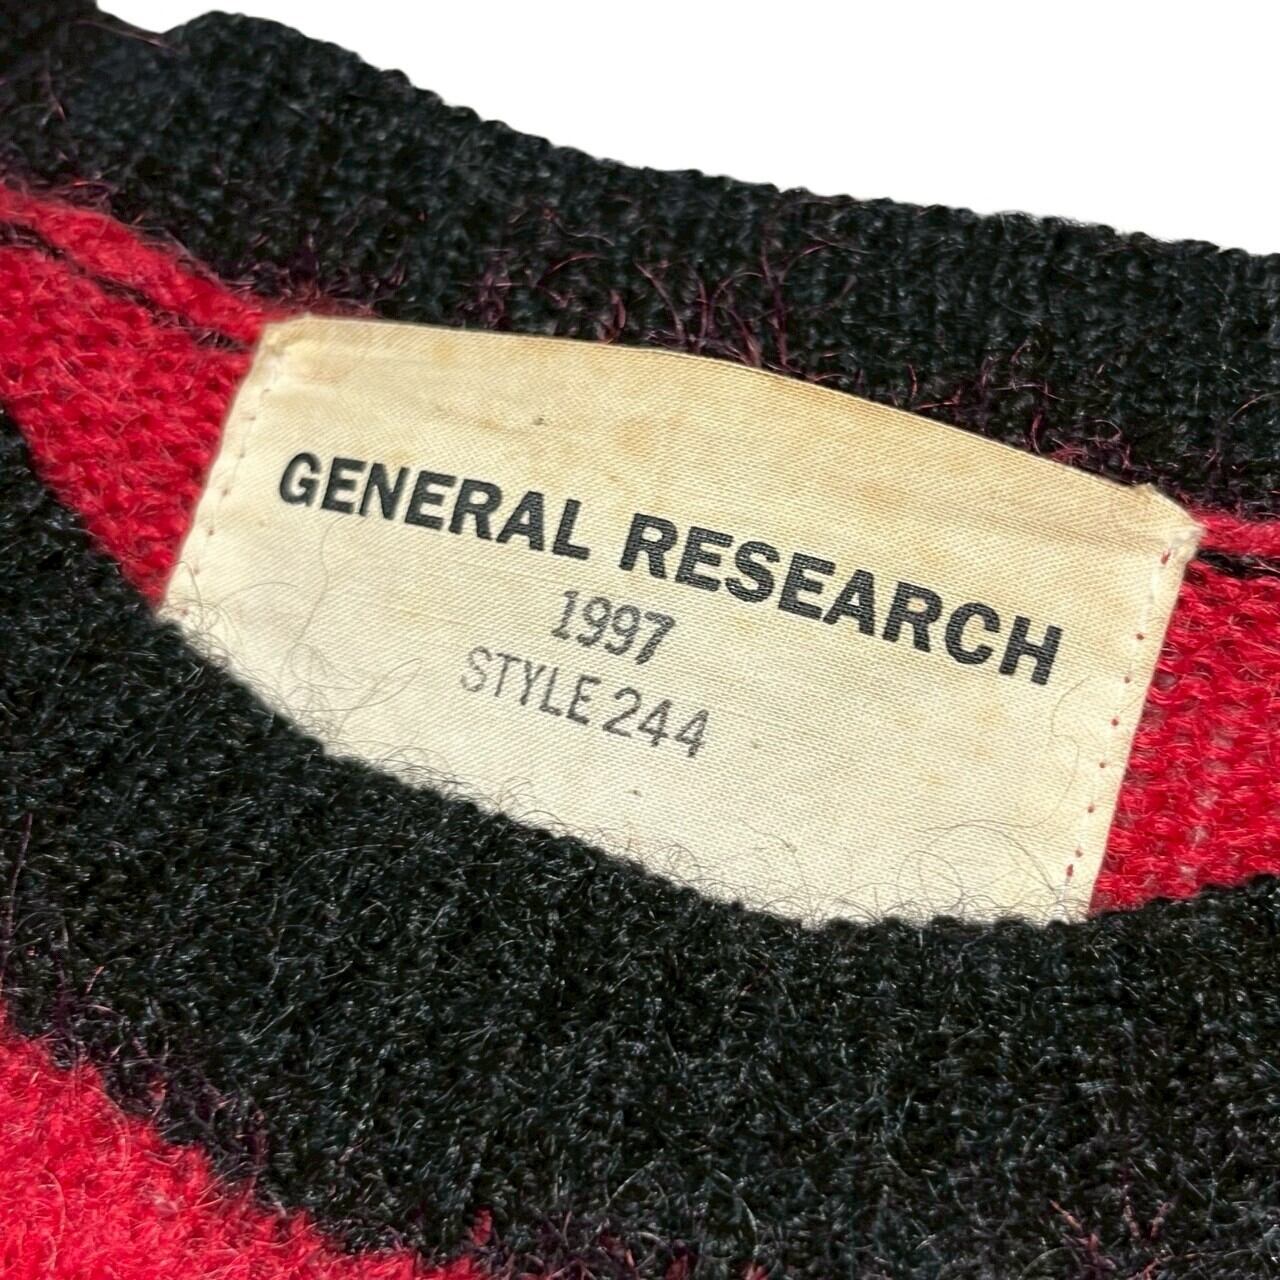 GENERAL RESEARCH
1997
STYLE 244